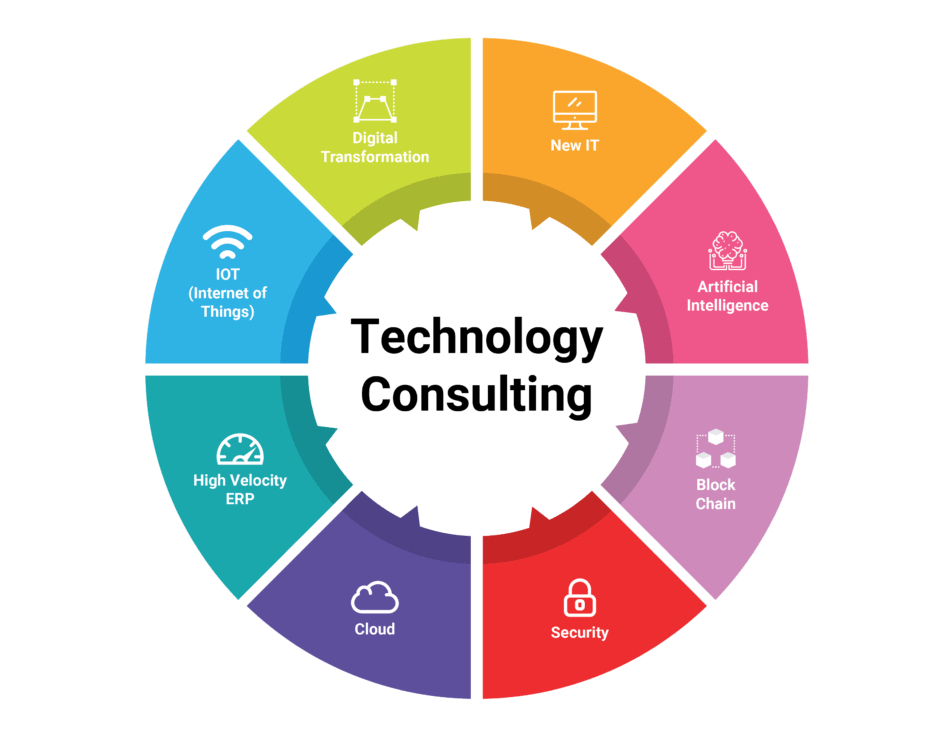 Digital
Transformation
New IT
IOT
(Internet of
Things)
Artificial
Intelligence
Technology
Consulting
High Velocity
ERP
Block
Chain
Cloud
Security